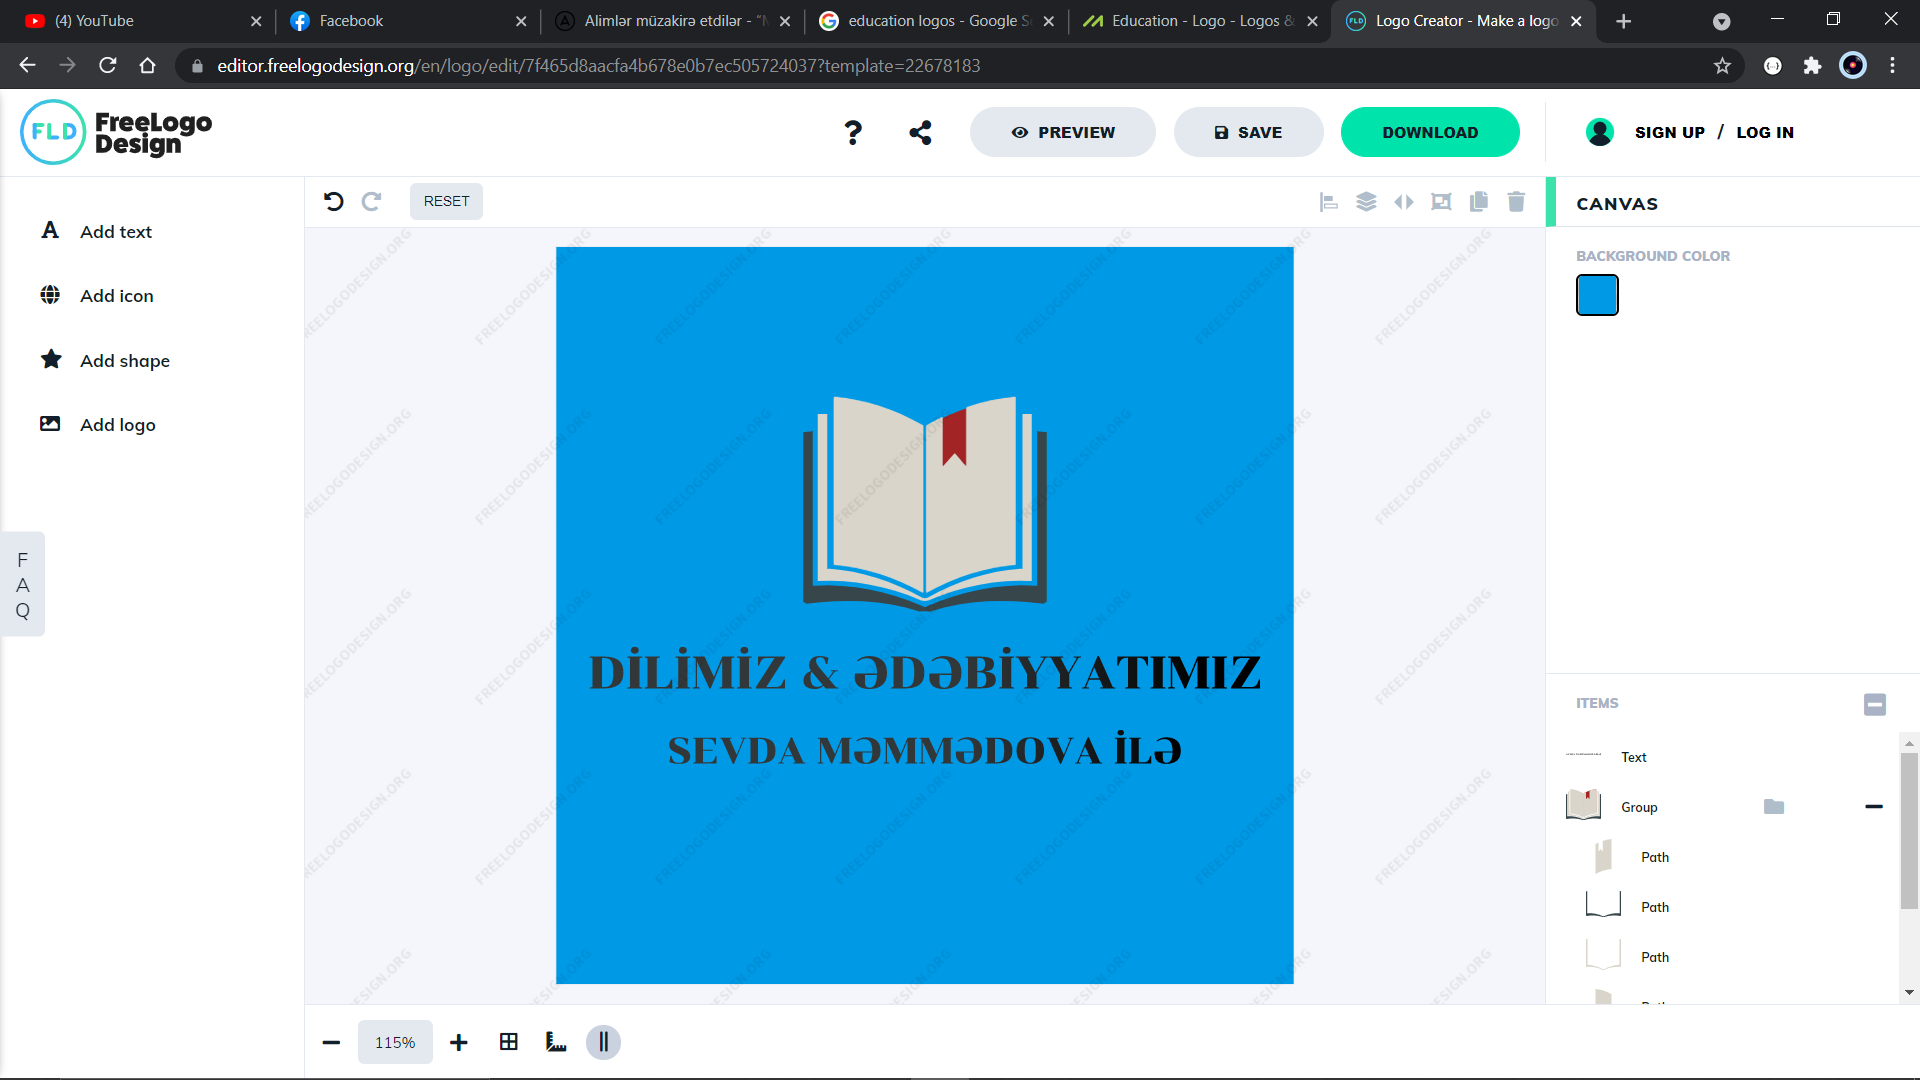 (4) YouTube
Facebook
Alimlər müzakirə etdilər - "
education logos - Google S
Education - Logo - Logos &
Logo Creator - Make a logo
editor.freelogodesign.org/en/logo/edit/7f465d8aacfa4b678e0b7ec505724037?template=22678183
FLD FreeLogo
Design
?
PREVIEW
SAVE
DOWNLOAD
SIGN UP / LOG IN
RESET
CANVAS
Add text
Add icon
Add shape
Add logo
F
A
Q
BACKGROUND COLOR
DİLİMİZ & ƏDƏBİYYATIMIZ
SEVDA MƏMMƏDOVA İLƏ
FREELOGODESIGN.ORG
ITEMS
Text
Group
Path
Path
Path
115%